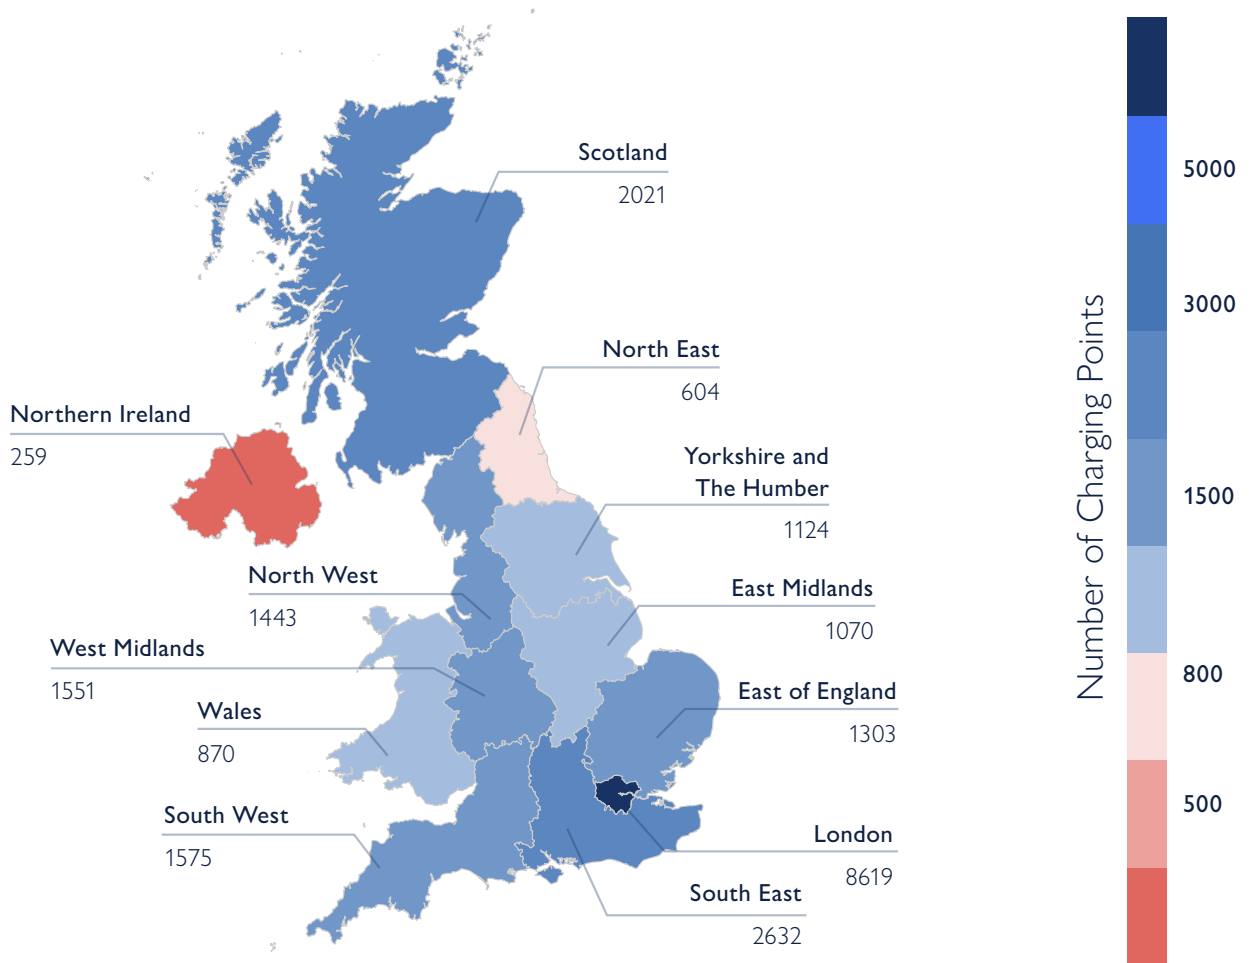 Scotland
2021
North East
604
Northern Ireland
259
Yorkshire and
The Humber
1124
North West
1443
East Midlands
1070
West Midlands
1551
East of England
1303
Wales
870
South West
1575
London
8619
South East
2632
Number of Charging Points
5000
3000
1500
800
500